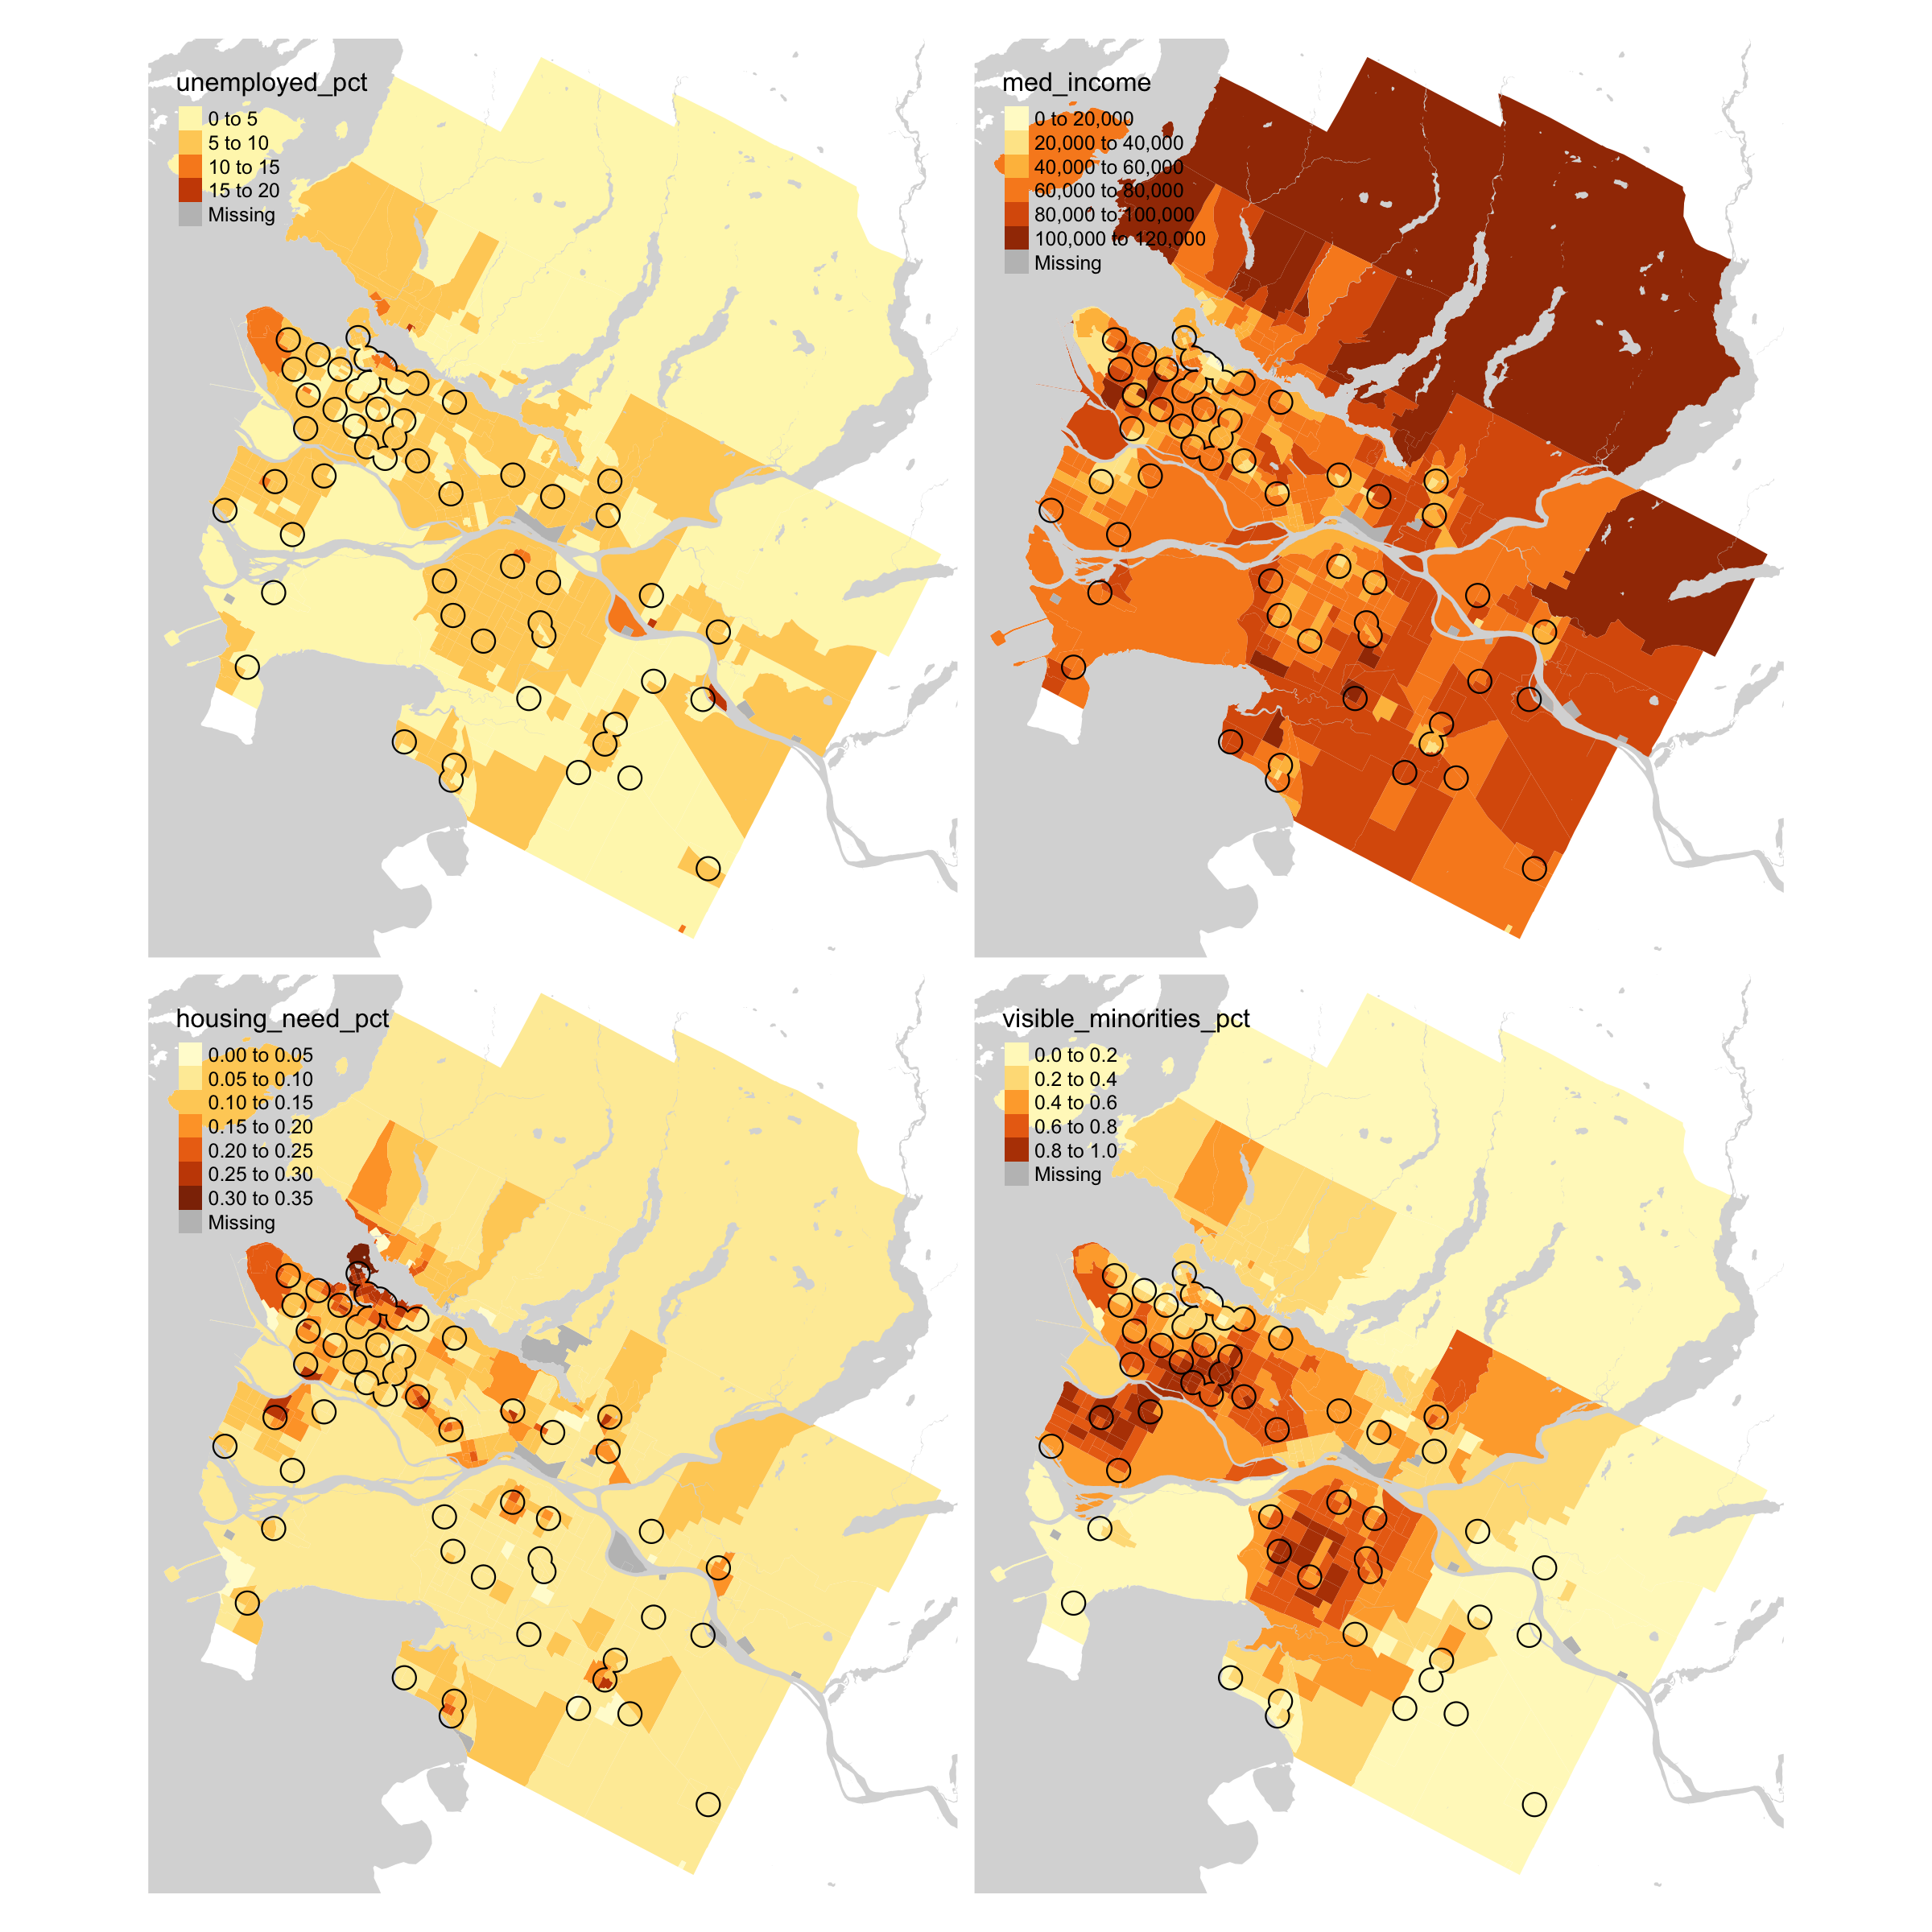 unemployed_pct
0 to 5
5 to 10
10 to 15
15 to 20
Missing
med_income
0 to 20,000
20,000 to 40,000
40,000 to 60,000
60,000 to 80,000
80,000 to 100,000
100,000 to 120,000
Missing
housing_need_pct
0.00 to 0.05
0.05 to 0.10
0.10 to 0.15
0.15 to 0.20
0.20 to 0.25
0.25 to 0.30
0.30 to 0.35
Missing
visible_minorities_pct
0.0 to 0.2
0.2 to 0.4
0.4 to 0.6
0.6 to 0.8
0.8 to 1.0
Missing